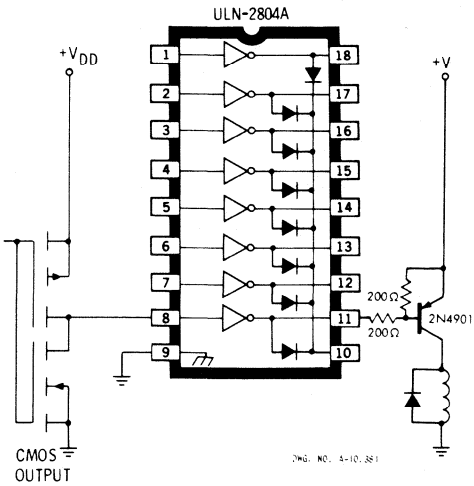 ULN-2804A
+VDD
+V
1
18
2
17
3
16
4
15
5
14
6
13
7
12
8
11
9
10
200Ω
200Ω
2N4901
CMOS
OUTPUT
DWG. NO. A-10,381